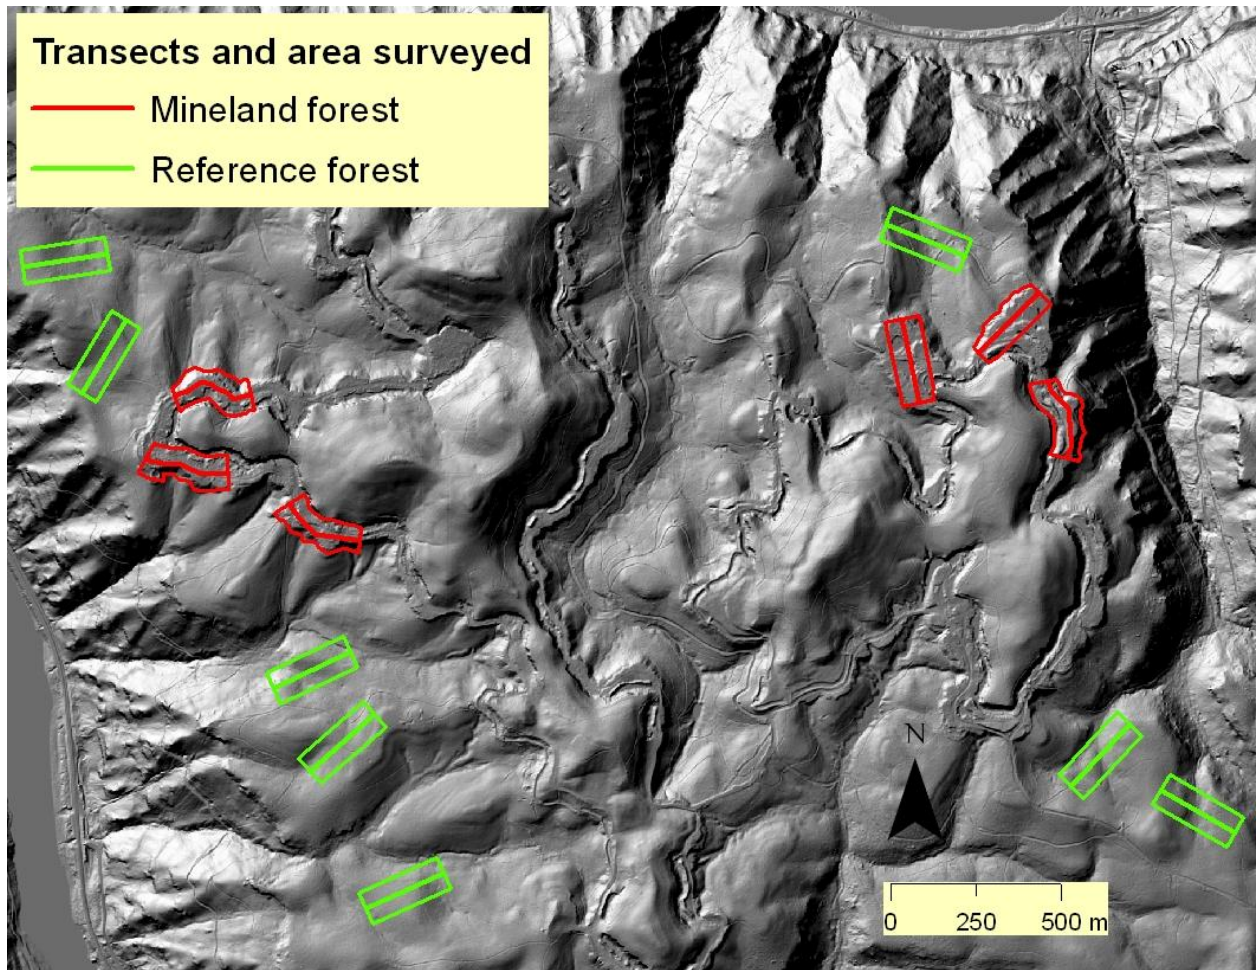 Transects and area surveyed
Mineland forest
Reference forest
N
0 250 500 m